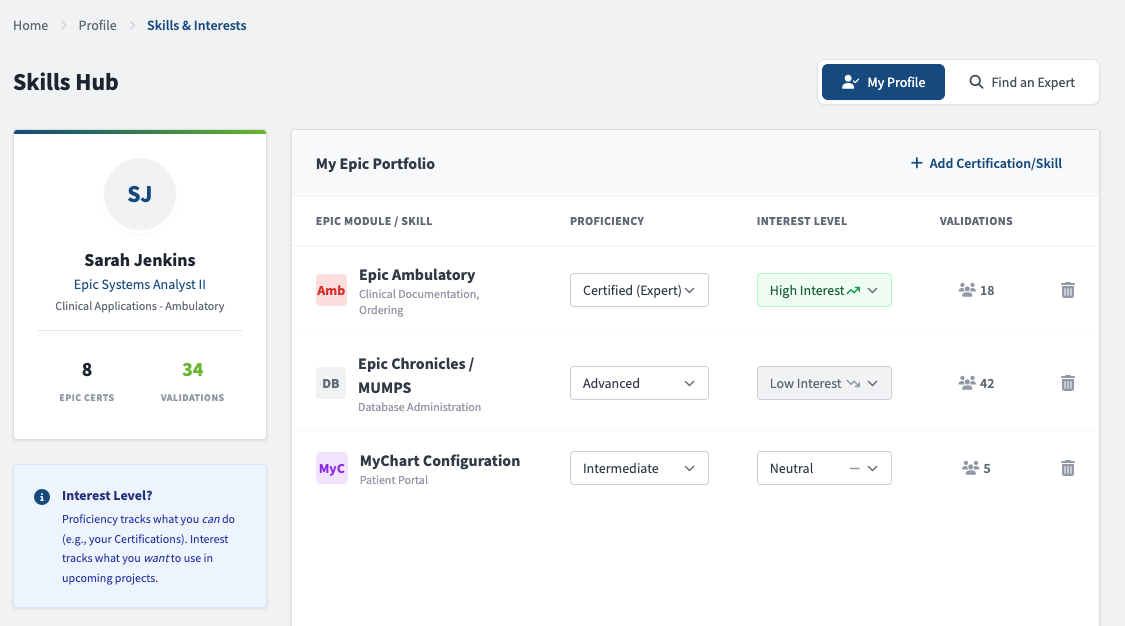 Home > Profile > Skills & Interests
Skills Hub
My Profile
Find an Expert
SJ
Sarah Jenkins
Epic Systems Analyst II
Clinical Applications - Ambulatory
8 34
EPIC CERTS VALIDATIONS
Interest Level?
Proficiency tracks what you can do
(e.g., your Certifications). Interest
tracks what you want to use in
upcoming projects.
My Epic Portfolio
+ Add Certification/Skill
EPIC MODULE / SKILL PROFICIENCY INTEREST LEVEL VALIDATIONS
Amb
Epic Ambulatory
Clinical Documentation,
Ordering
Certified (Expert)
High Interest
18
DB
Epic Chronicles /
MUMPS
Database Administration
Advanced
Low Interest
42
MyC
MyChart Configuration
Patient Portal
Intermediate
Neutral
5